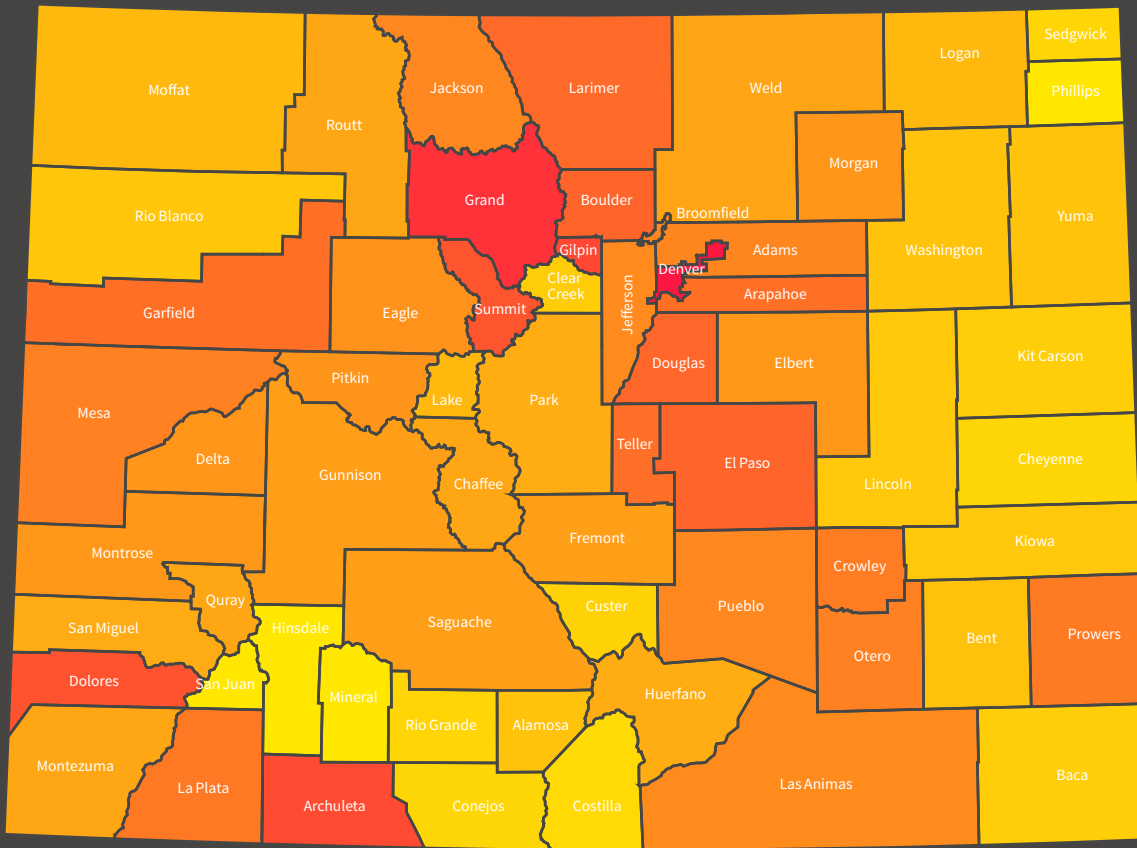 Sedgwick
Logan
Moffat
Jackson
Larimer
Weld
Phillips
Routt
Morgan
Grand
Boulder
Rio Blanco
Broomfield
Yuma
Gilpin
Adams
Washington
Denver
Clear
Creek
Arapahoe
Jefferson
Garfield
Eagle
Summit
Kit Carson
Douglas
Elbert
Pitkin
Lake
Park
Mesa
Teller
Delta
El Paso
Cheyenne
Gunnison
Chaffee
Lincoln
Fremont
Kiowa
Montrose
Crowley
Quray
Custer
Pueblo
San Miguel
Hinsdale
Saguache
Bent
Prowers
Otero
Dolores
San Juan
Mineral
Huerfano
Rio Grande
Alamosa
Montezuma
La Plata
Archuleta
Conejos
Costilla
Las Animas
Baca